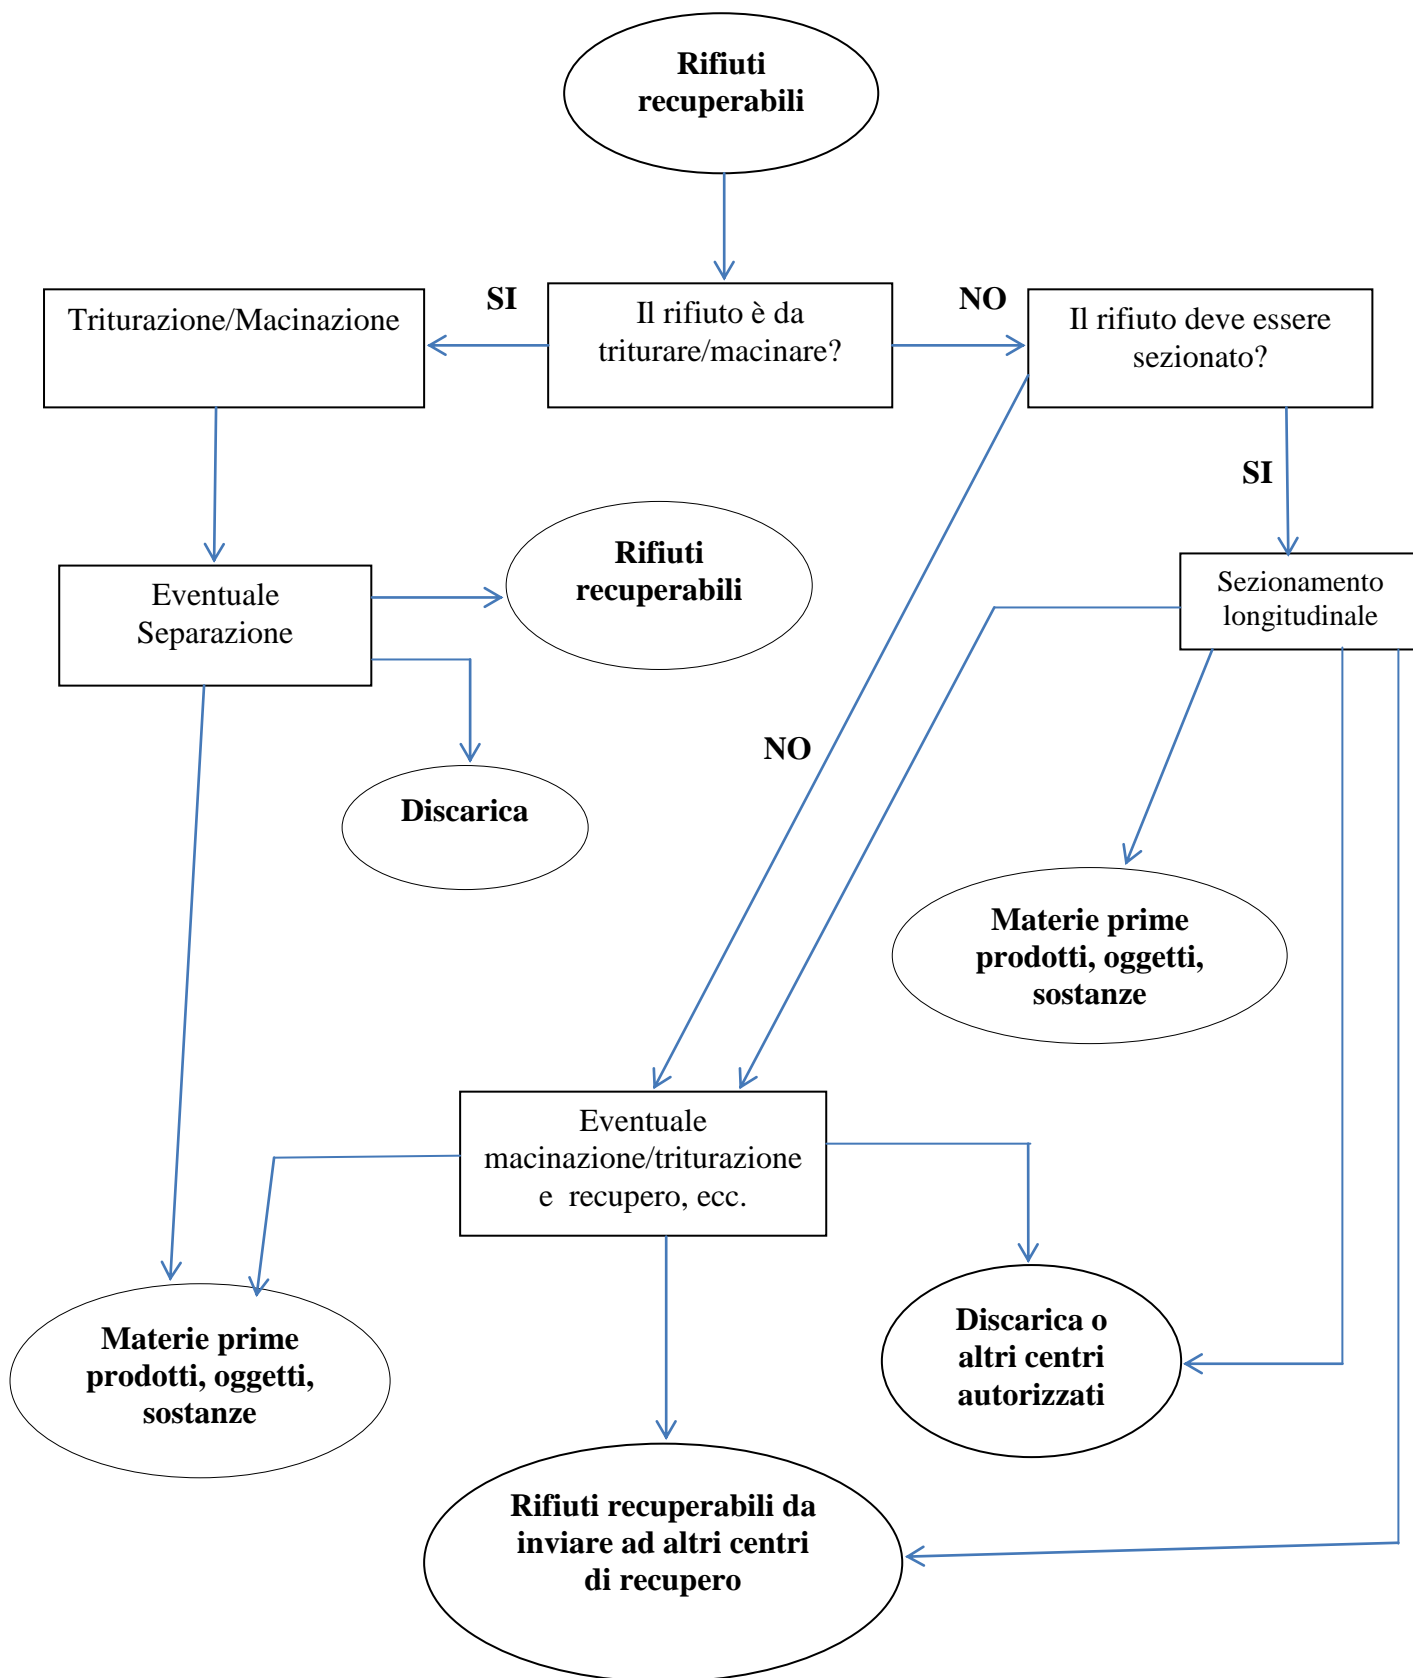 Rifiuti
recuperabili
SI
NO
Triturazione/Macinazione
Il rifiuto è da
triturare/macinare?
Il rifiuto deve essere
sezionato?
SI
Rifiuti
recuperabili
Eventuale
Separazione
Sezionamento
longitudinale
NO
Discarica
Materie prime
prodotti, oggetti,
sostanze
Eventuale
macinazione/triturazione
e recupero, ecc.
Materie prime
prodotti, oggetti,
sostanze
Discarica o
altri centri
autorizzati
Rifiuti recuperabili da
inviare ad altri centri
di recupero